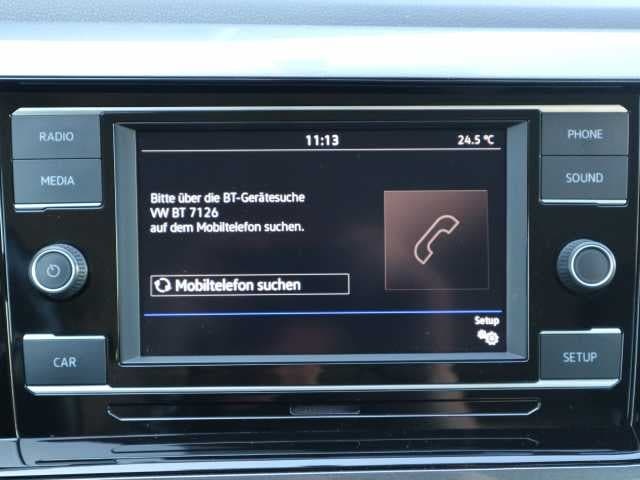 RADIO
MEDIA
CAR
11:13
24.5 °C
Bitte über die BT-Gerätesuche
VW BT 7126
auf dem Mobiltelefon suchen.
Mobiltelefon suchen
Setup
PHONE
SOUND
SETUP